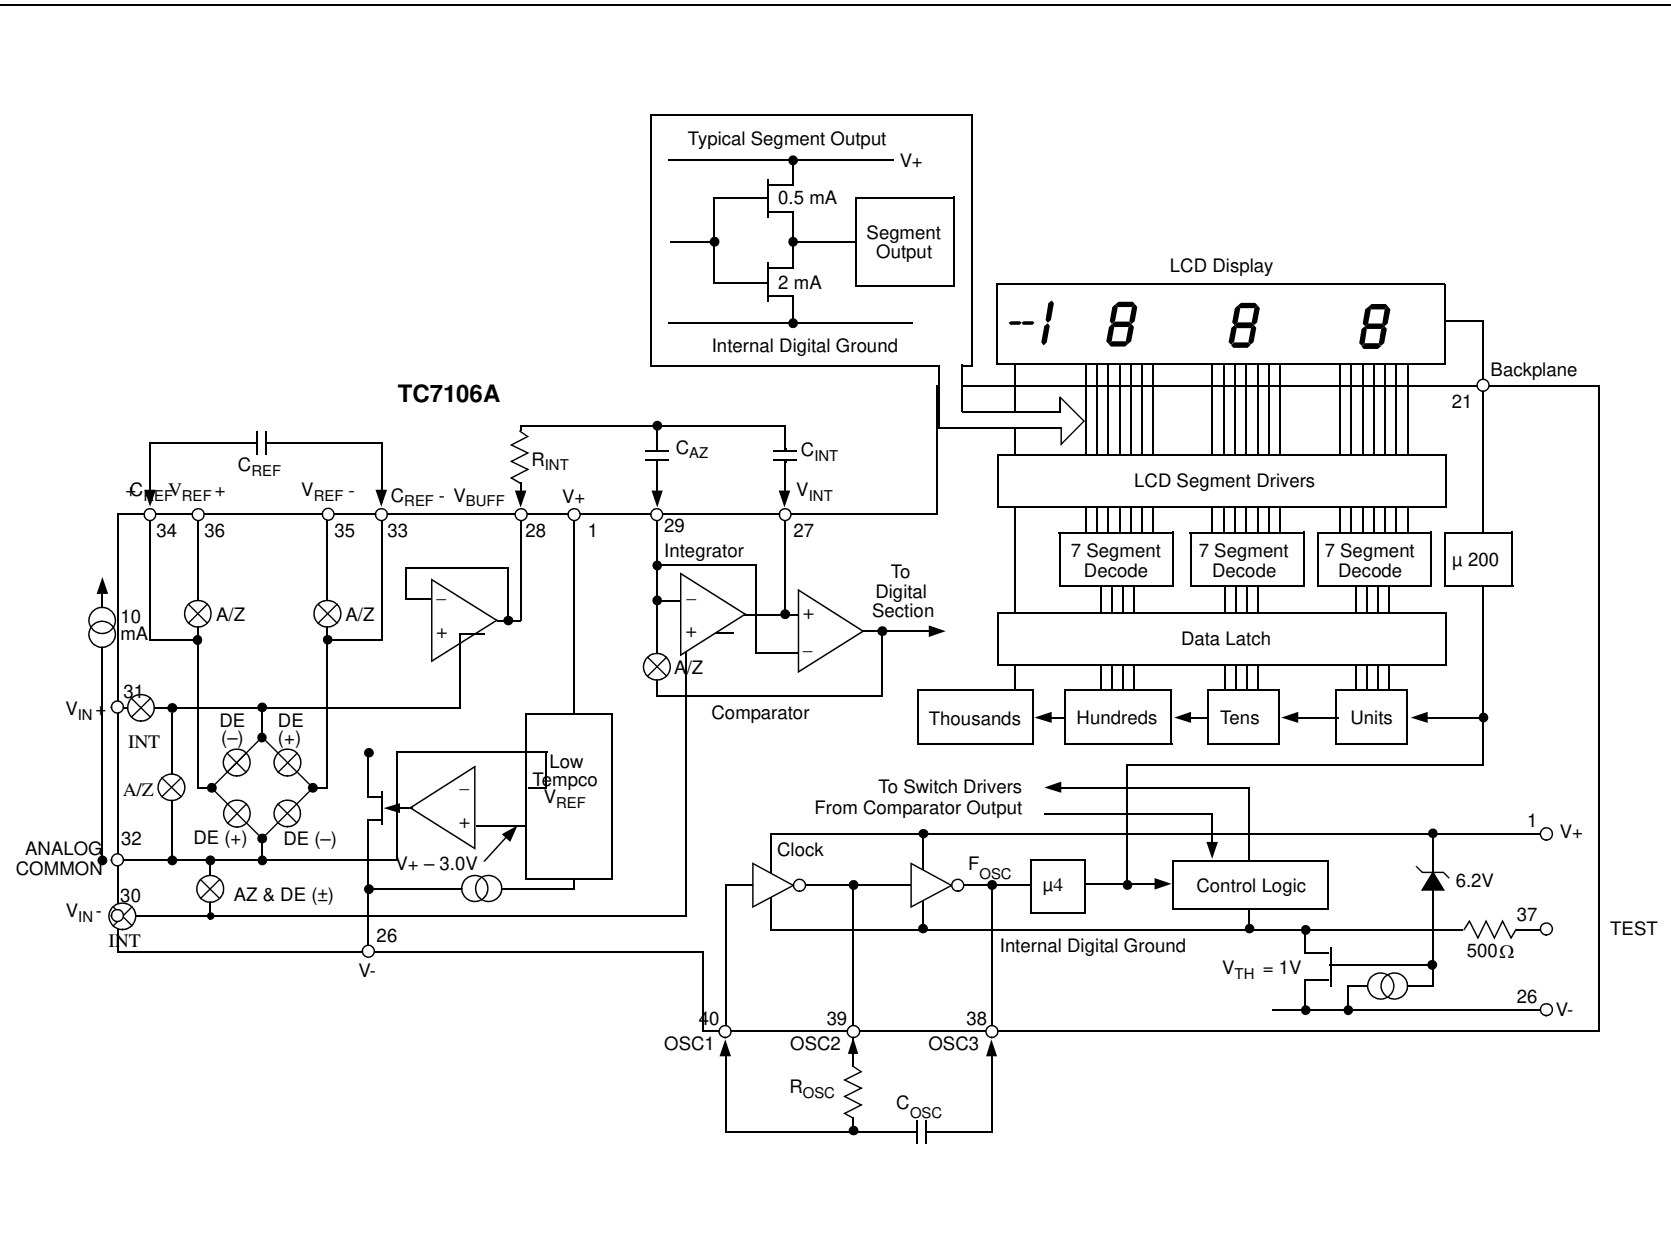 Typical Segment Output
V+
0.5 mA
Segment
Output
2 mA
Internal Digital Ground
LCD Display
--1 8 8 8
Backplane
21
TC7106A
CREF
RINT
CAZ
CINT
+
CREF
VREF +
VREF -
CREF -
VBUFF
V+
VINT
34
36
35
33
28
1
29
27
LCD Segment Drivers
Integrator
To
Digital
Section
7 Segment
Decode
7 Segment
Decode
7 Segment
Decode
µ 200
10
mA
A/Z
A/Z
–
+
–
+
+
–
A/Z
Data Latch
31
VIN +
INT
DE
(–)
DE
(+)
Comparator
Thousands
Hundreds
Tens
Units
A/Z
Low
Tempco
VREF
–
+
To Switch Drivers
From Comparator Output
DE (+)
DE (–)
32
ANALOG
COMMON
V+ – 3.0V
Clock
FOSC
µ4
Control Logic
1
V+
6.2V
AZ & DE (±)
30
VIN -
INT
26
V-
Internal Digital Ground
VTH = 1V
37
500Ω
TEST
26
V-
40
39
38
OSC1
OSC2
OSC3
ROSC
COSC